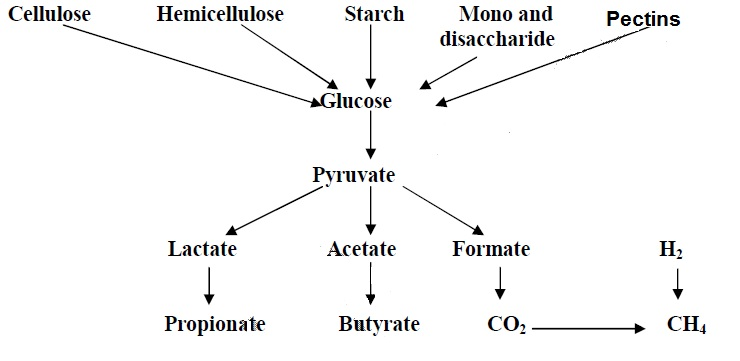 Cellulose Hemicellulose Starch Mono and disaccharide Pectins
Glucose
Pyruvate
Lactate Acetate Formate H₂
Propionate Butyrate CO₂ CH₄